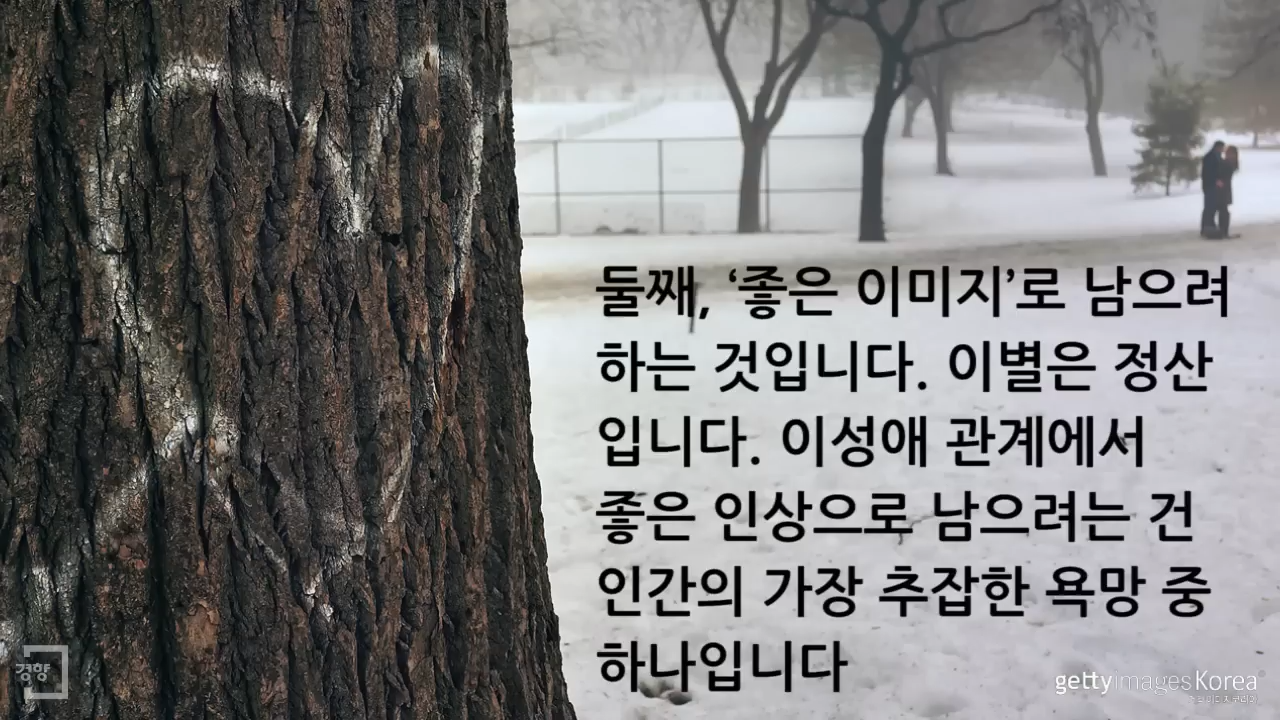 둘째, ‘좋은 이미지’로 남으려
하는 것입니다. 이별은 정산
입니다. 이성애 관계에서
좋은 인상으로 남으려는 건
인간의 가장 추잡한 욕망 중
하나입니다
경향
gettyimagesKorea